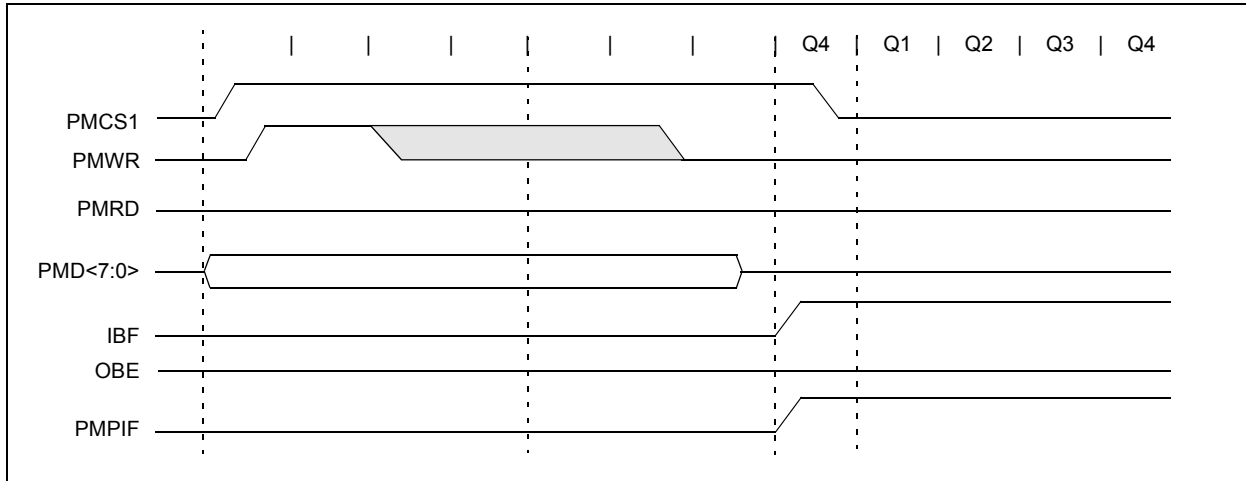 | | | | | | | Q4 | Q1 | Q2 | Q3 | Q4
PMCS1
PMWR
PMRD
PMD<7:0>
IBF
OBE
PMPIF